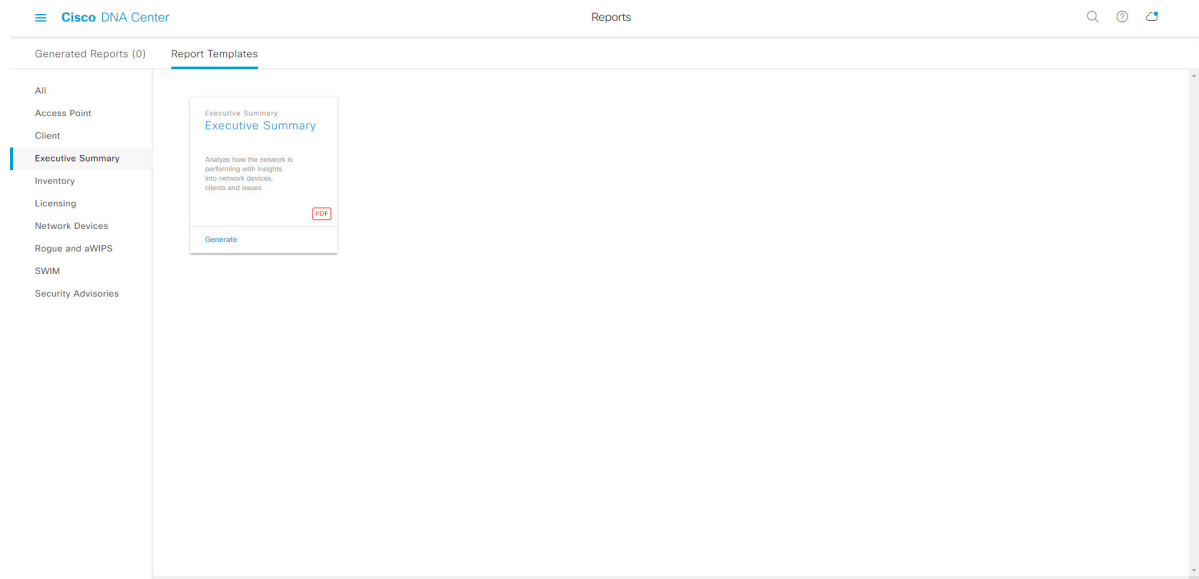 Cisco DNA Center
Reports
Generated Reports (0)
Report Templates
All
Access Point
Client
Executive Summary
Inventory
Licensing
Network Devices
Rogue and aWIPS
SWIM
Security Advisories
Executive Summary
Executive Summary
Analyze how the network is
performing with insights
into network devices,
clients and issues
PDF
Generate